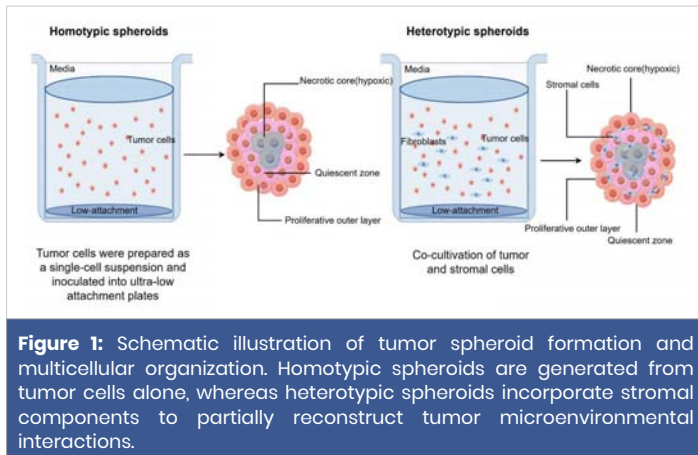 Homotypic spheroids
Media
Tumor cells
Low-attachment
Necrotic core(hypoxic)
Quiescent zone
Proliferative outer layer
Tumor cells were prepared as
a single-cell suspension and
inoculated into ultra-low
attachment plates
Heterotypic spheroids
Media
Fibroblasts
Tumor cells
Low-attachment
Necrotic core(hypoxic)
Stromal cells
Proliferative outer layer
Quiescent zone
Co-cultivation of tumor
and stromal cells
Figure 1: Schematic illustration of tumor spheroid formation and
multicellular organization. Homotypic spheroids are generated from
tumor cells alone, whereas heterotypic spheroids incorporate stromal
components to partially reconstruct tumor microenvironmental
interactions.